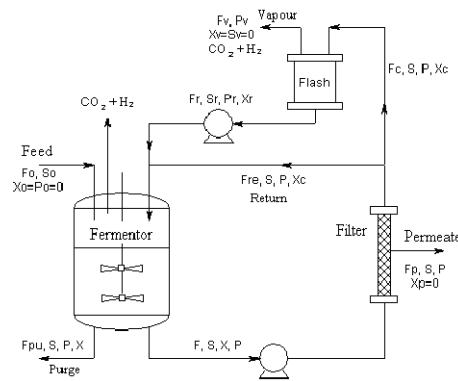 Fv, Pv
Vapour
Xv=Sv=0
CO₂+H₂
Flash
Fc, S, P, Xc
Fr, Sr, Pr, Xr
CO₂+H₂
Feed
Fo, So
Xo=Po=0
Fre, S, P, Xc
Return
Fermentor
Filter
Permeate
Fp, S, P
Xp=0
Fpu, S, P, X
Purge
F, S, X, P